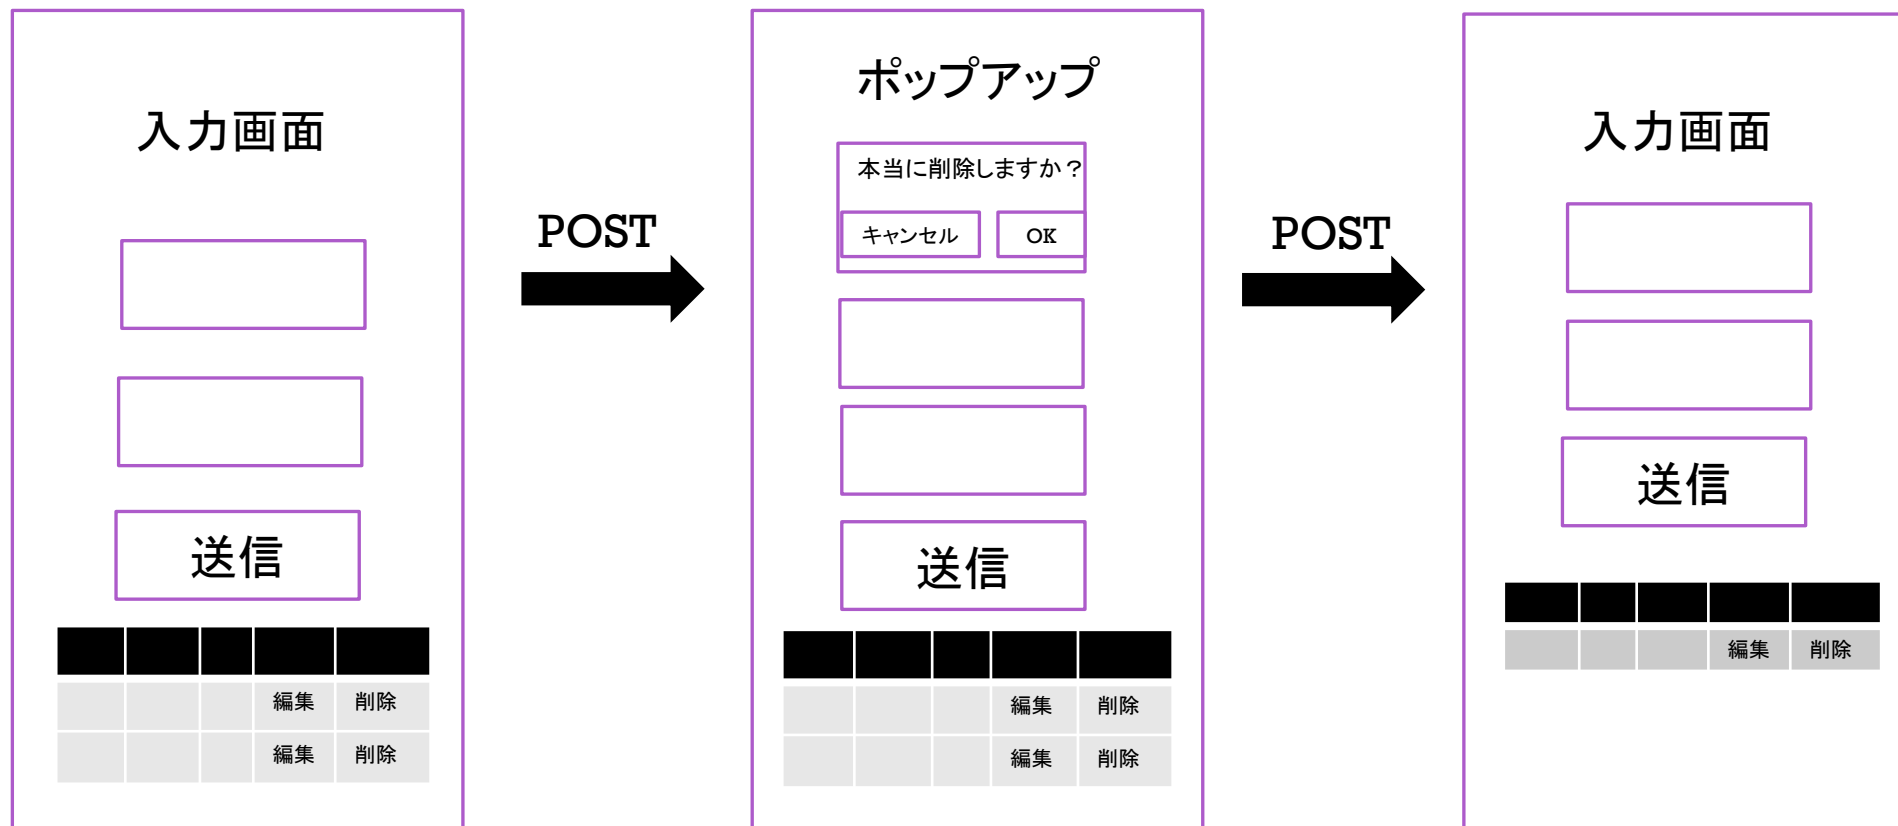 入力画面
送信
編集 削除
編集 削除
POST
ポップアップ
本当に削除しますか？
キャンセル OK
送信
編集 削除
編集 削除
POST
入力画面
送信
編集 削除